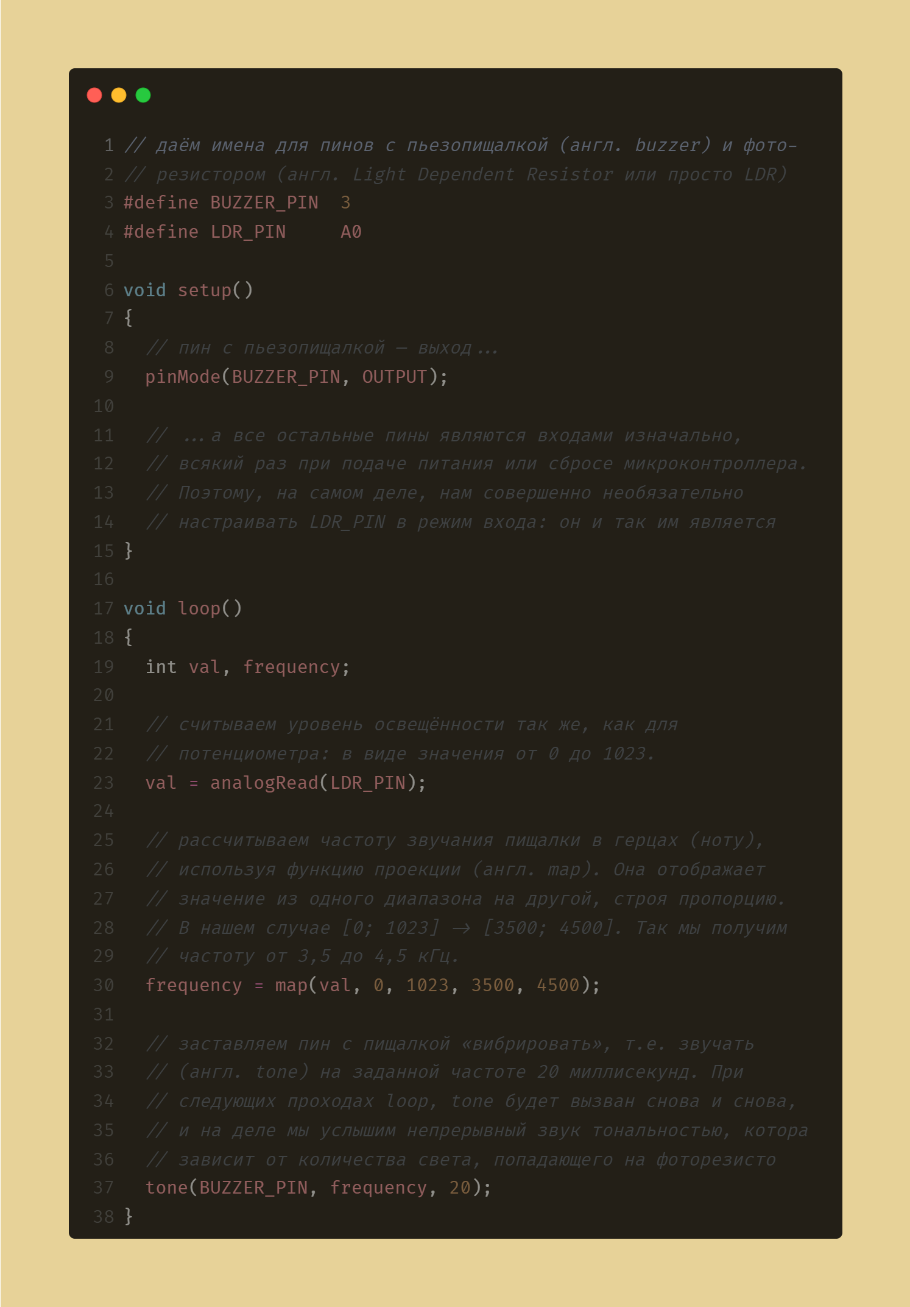 1 // даём имена для пинов с пьезопищалкой (англ. buzzer) и фото-
2 // резистором (англ. Light Dependent Resistor или просто LDR)
3 #define BUZZER_PIN  3
4 #define LDR_PIN     A0
5
6 void setup()
7 {
8   // пин с пьезопищалкой — выход...
9   pinMode(BUZZER_PIN, OUTPUT);
10
11   // ...а все остальные пины являются входами изначально,
12   // всякий раз при подаче питания или сбросе микроконтроллера.
13   // Поэтому, на самом деле, нам совершенно необязательно
14   // настраивать LDR_PIN в режим входа: он и так им является
15 }
16
17 void loop()
18 {
19   int val, frequency;
20
21   // считываем уровень освещённости так же, как для
22   // потенциометра: в виде значения от 0 до 1023.
23   val = analogRead(LDR_PIN);
24
25   // рассчитываем частоту звучания пищалки в герцах (ноту),
26   // используя функцию проекции (англ. map). Она отображает
27   // значение из одного диапазона на другой, строя пропорцию.
28   // В нашем случае [0; 1023] -> [3500; 4500]. Так мы получим
29   // частоту от 3,5 до 4,5 кГц.
30   frequency = map(val, 0, 1023, 3500, 4500);
31
32   // заставляем пин с пищалкой «вибрировать», т.е. звучать
33   // (англ. tone) на заданной частоте 20 миллисекунд. При
34   // следующих проходах loop, tone будет вызван снова и снова,
35   // и на деле мы услышим непрерывный звук тональностью, котора
36   // зависит от количества света, попадающего на фоторезисто
37   tone(BUZZER_PIN, frequency, 20);
38 }